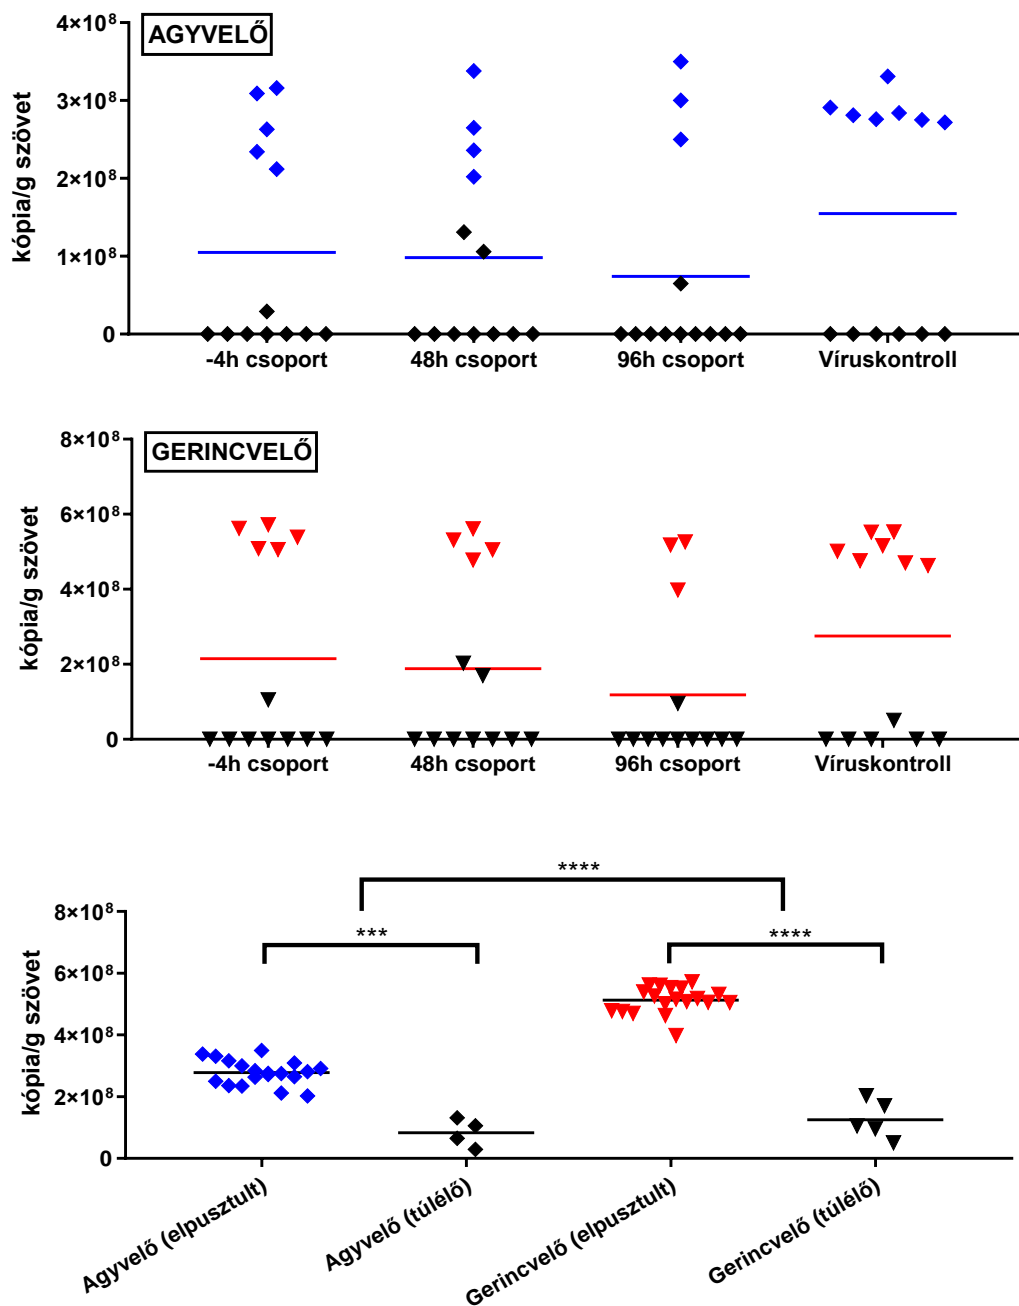 AGYVELŐ
kópia/g szövet
4×10⁸
3×10⁸
2×10⁸
1×10⁸
0
-4h csoport 48h csoport 96h csoport Víruskontroll
GERINCVELŐ
kópia/g szövet
8×10⁸
6×10⁸
4×10⁸
2×10⁸
0
-4h csoport 48h csoport 96h csoport Víruskontroll
****
*** ****
kópia/g szövet
8×10⁸
6×10⁸
4×10⁸
2×10⁸
0
Agyvelő (elpusztult)
Agyvelő (túlélő)
Gerincvelő (elpusztult)
Gerincvelő (túlélő)